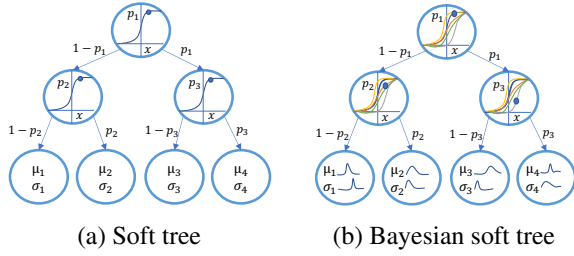 p₁
x
1−p₁ p₁
p₂ p₃
x x
1−p₂ p₂ 1−p₃ p₃
μ₁ μ₂ μ₃ μ₄
σ₁ σ₂ σ₃ σ₄
(a) Soft tree
p₁
x
1−p₁ p₁
p₂ p₃
x x
1−p₂ p₂ 1−p₃ p₃
μ₁ μ₂ μ₃ μ₄
σ₁ σ₂ σ₃ σ₄
(b) Bayesian soft tree